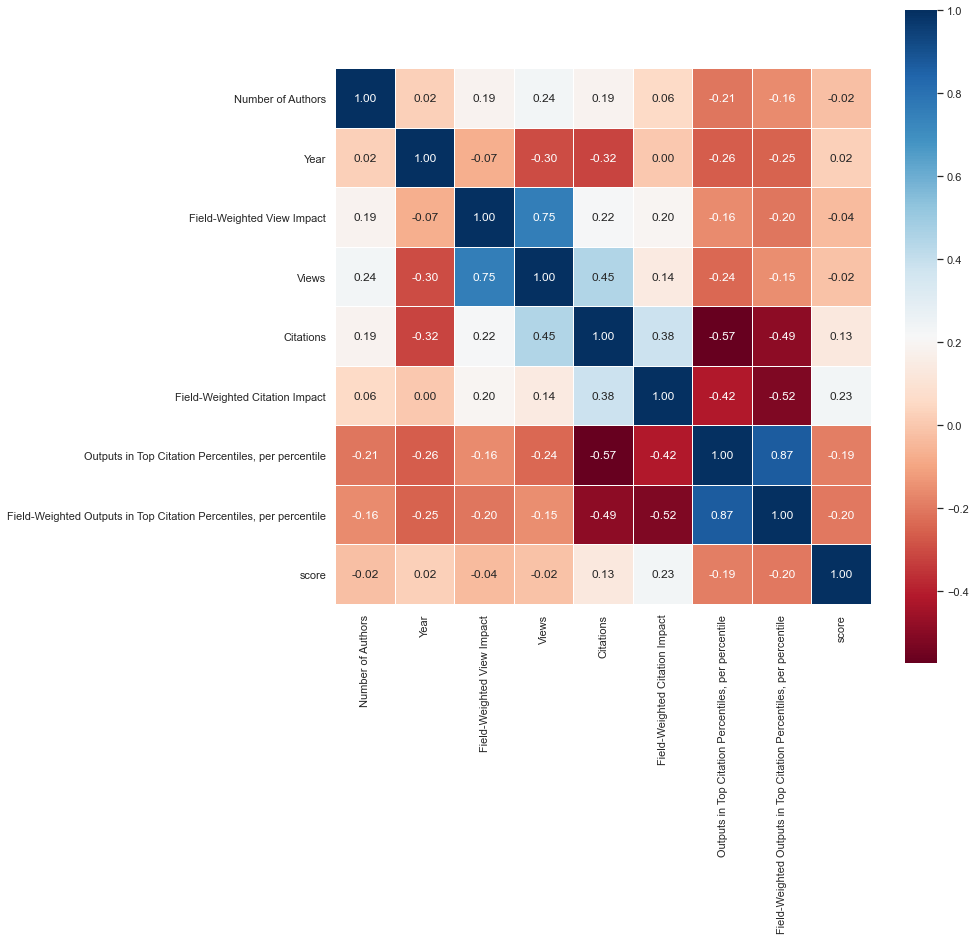 Number of Authors 1.00 0.02 0.19 0.24 0.19 0.06 -0.21 -0.16 -0.02
Year 0.02 1.00 -0.07 -0.30 -0.32 0.00 -0.26 -0.25 0.02
Field-Weighted View Impact 0.19 -0.07 1.00 0.75 0.22 0.20 -0.16 -0.20 -0.04
Views 0.24 -0.30 0.75 1.00 0.45 0.14 -0.24 -0.15 -0.02
Citations 0.19 -0.32 0.22 0.45 1.00 0.38 -0.57 -0.49 0.13
Field-Weighted Citation Impact 0.06 0.00 0.20 0.14 0.38 1.00 -0.42 -0.52 0.23
Outputs in Top Citation Percentiles, per percentile -0.21 -0.26 -0.16 -0.24 -0.57 -0.42 1.00 0.87 -0.19
Field-Weighted Outputs in Top Citation Percentiles, per percentile -0.16 -0.25 -0.20 -0.15 -0.49 -0.52 0.87 1.00 -0.20
score -0.02 0.02 -0.04 -0.02 0.13 0.23 -0.19 -0.20 1.00
Number of Authors
Year
Field-Weighted View Impact
Views
Citations
Field-Weighted Citation Impact
Outputs in Top Citation Percentiles, per percentile
Field-Weighted Outputs in Top Citation Percentiles, per percentile
score
1.0
0.8
0.6
0.4
0.2
0.0
-0.2
-0.4